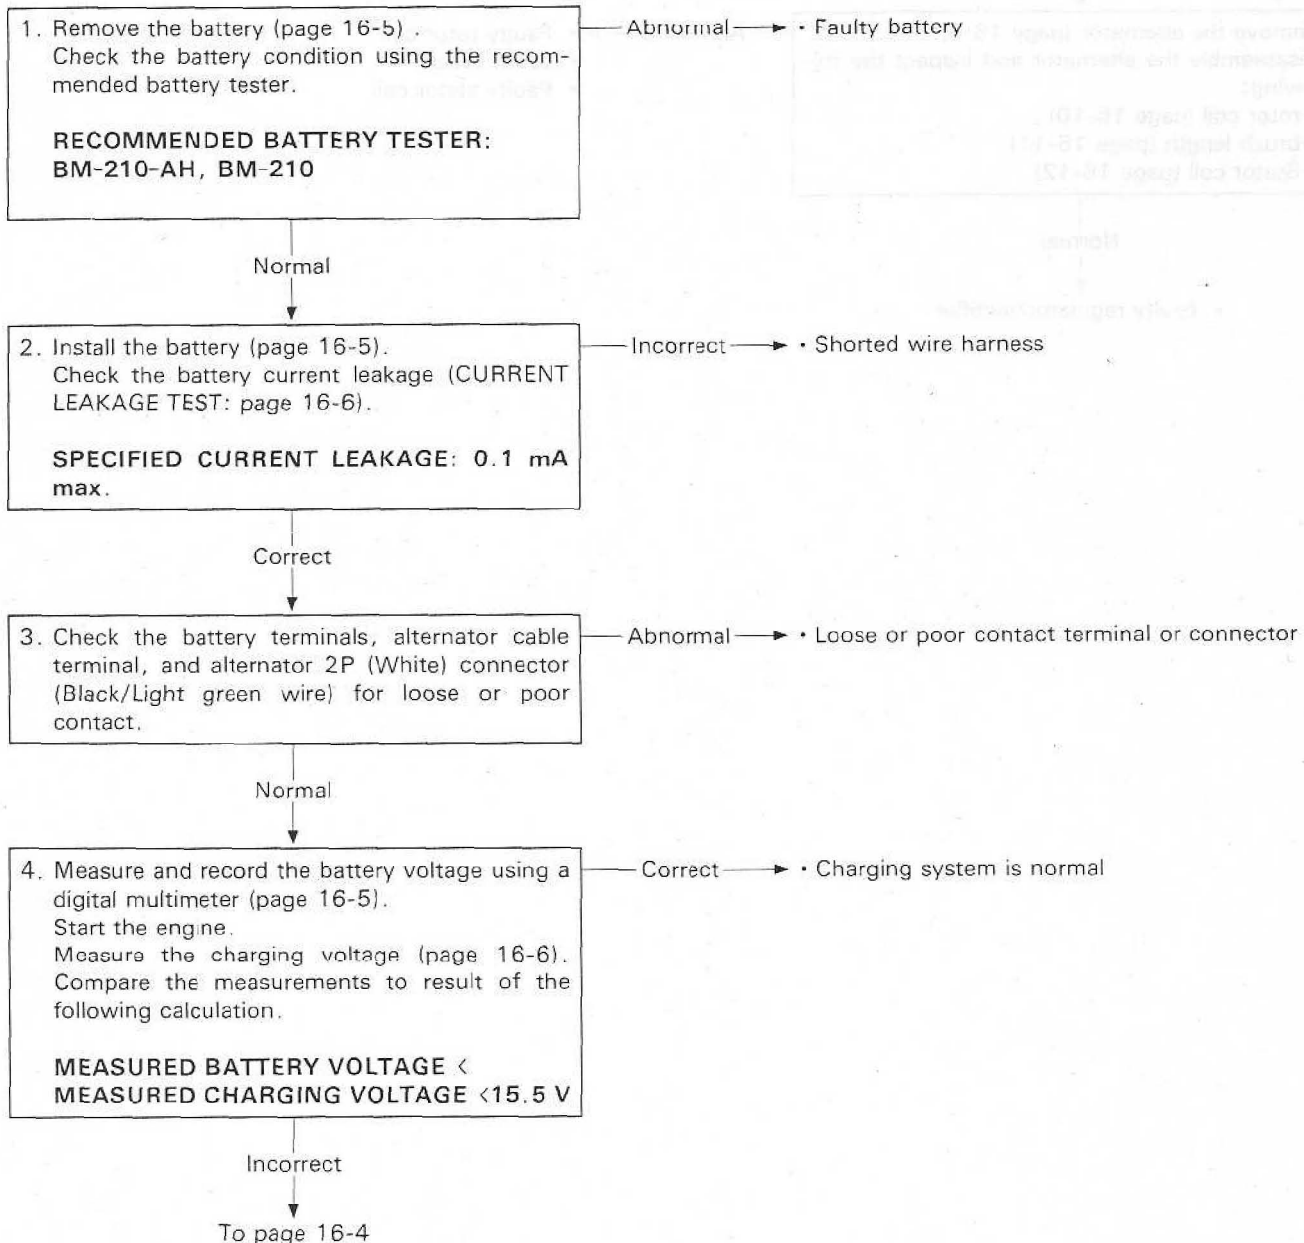 1. Remove the battery (page 16-5).
Check the battery condition using the recom-
mended battery tester.
RECOMMENDED BATTERY TESTER:
BM-210-AH, BM-210
Abnormal
• Faulty battery
Normal
2. Install the battery (page 16-5).
Check the battery current leakage (CURRENT
LEAKAGE TEST: page 16-6).
SPECIFIED CURRENT LEAKAGE: 0.1 mA
max.
Incorrect
• Shorted wire harness
Correct
3. Check the battery terminals, alternator cable
terminal, and alternator 2P (White) connector
(Black/Light green wire) for loose or poor
contact.
Abnormal
• Loose or poor contact terminal or connector
Normal
4. Measure and record the battery voltage using a
digital multimeter (page 16-5).
Start the engine.
Measure the charging voltage (page 16-6).
Compare the measurements to result of the
following calculation.
MEASURED BATTERY VOLTAGE <
MEASURED CHARGING VOLTAGE <15.5 V
Correct
• Charging system is normal
Incorrect
To page 16-4